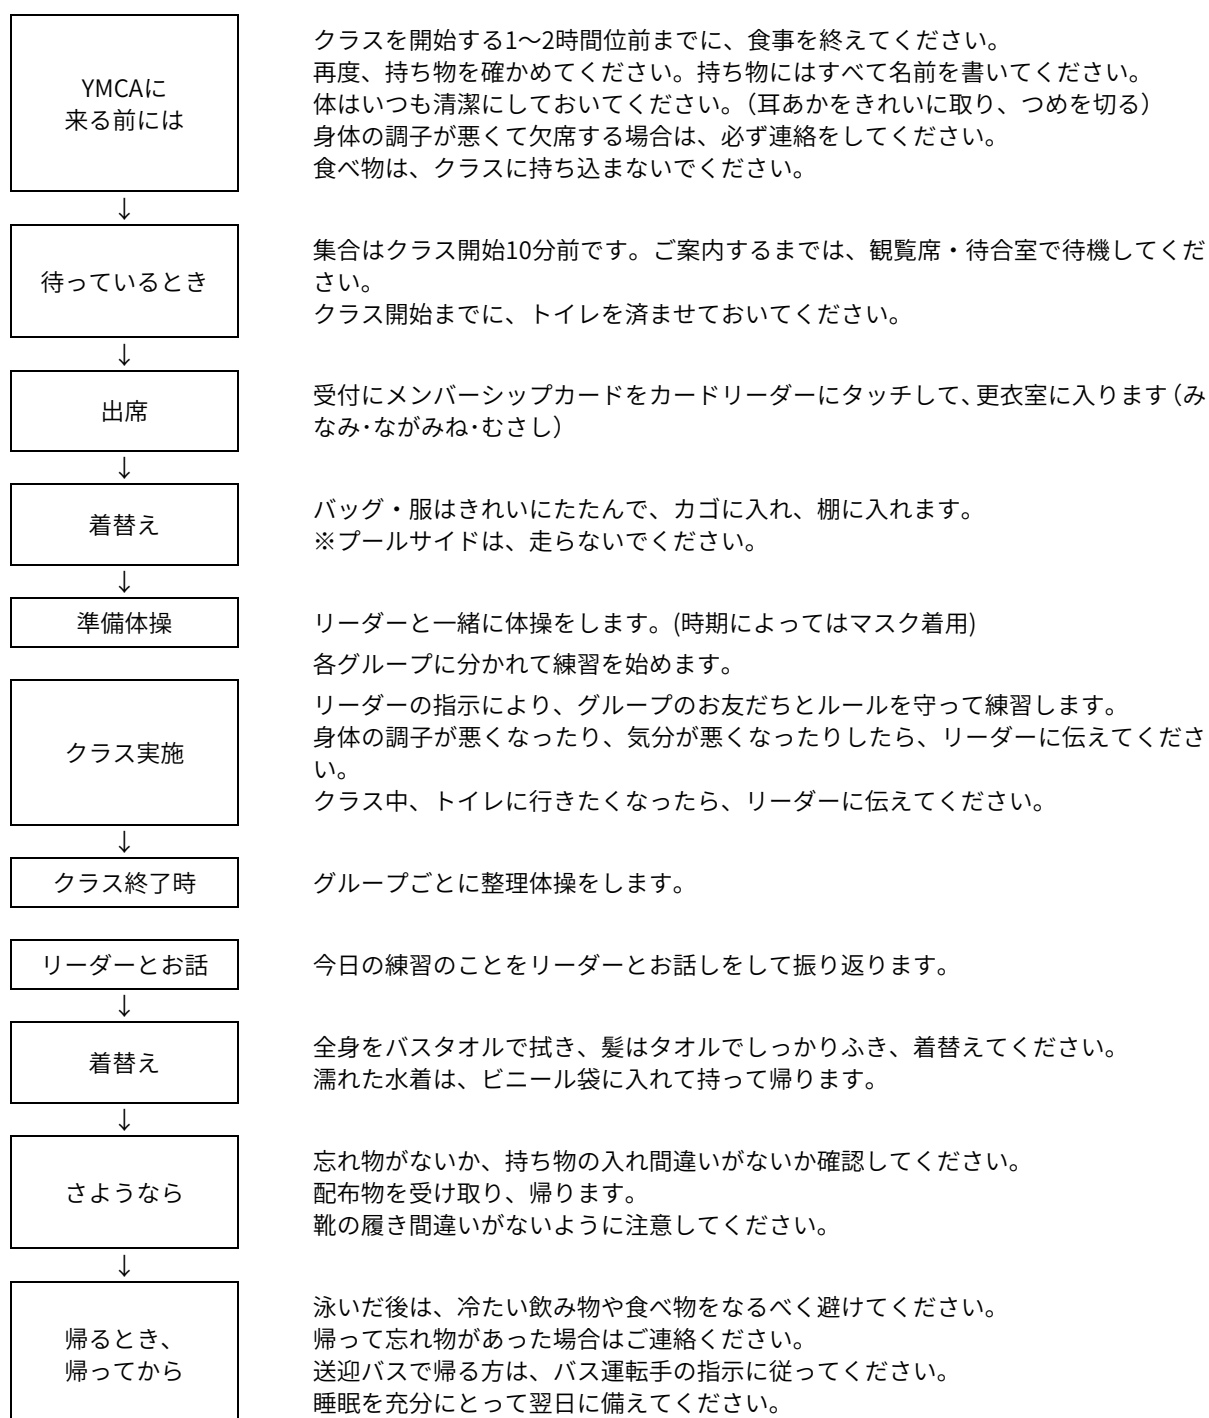 YMCAに
来る前には
クラスを開始する1〜2時間位前までに、食事を終えてください。
再度、持ち物を確かめてください。持ち物にはすべて名前を書いてください。
体はいつも清潔にしておいてください。（耳あかをきれいに取り、つめを切る）
身体の調子が悪くて欠席する場合は、必ず連絡をしてください。
食べ物は、クラスに持ち込まないでください。
↓
待っているとき
集合はクラス開始10分前です。ご案内するまでは、観覧席・待合室で待機してくだ
さい。
クラス開始までに、トイレを済ませておいてください。
↓
出席
受付にメンバーシップカードをカードリーダーにタッチして、更衣室に入ります（み
なみ･ながみね･むさし）
↓
着替え
バッグ・服はきれいにたたんで、カゴに入れ、棚に入れます。
※プールサイドは、走らないでください。
↓
準備体操
リーダーと一緒に体操をします。(時期によってはマスク着用)
各グループに分かれて練習を始めます。
クラス実施
リーダーの指示により、グループのお友だちとルールを守って練習します。
身体の調子が悪くなったり、気分が悪くなったりしたら、リーダーに伝えてくださ
い。
クラス中、トイレに行きたくなったら、リーダーに伝えてください。
↓
クラス終了時
グループごとに整理体操をします。
リーダーとお話
今日の練習のことをリーダーとお話しをして振り返ります。
↓
着替え
全身をバスタオルで拭き、髪はタオルでしっかりふき、着替えてください。
濡れた水着は、ビニール袋に入れて持って帰ります。
↓
さようなら
忘れ物がないか、持ち物の入れ間違いがないか確認してください。
配布物を受け取り、帰ります。
靴の履き間違いがないように注意してください。
↓
帰るとき、
帰ってから
泳いだ後は、冷たい飲み物や食べ物をなるべく避けてください。
帰って忘れ物があった場合はご連絡ください。
送迎バスで帰る方は、バス運転手の指示に従ってください。
睡眠を充分にとって翌日に備えてください。